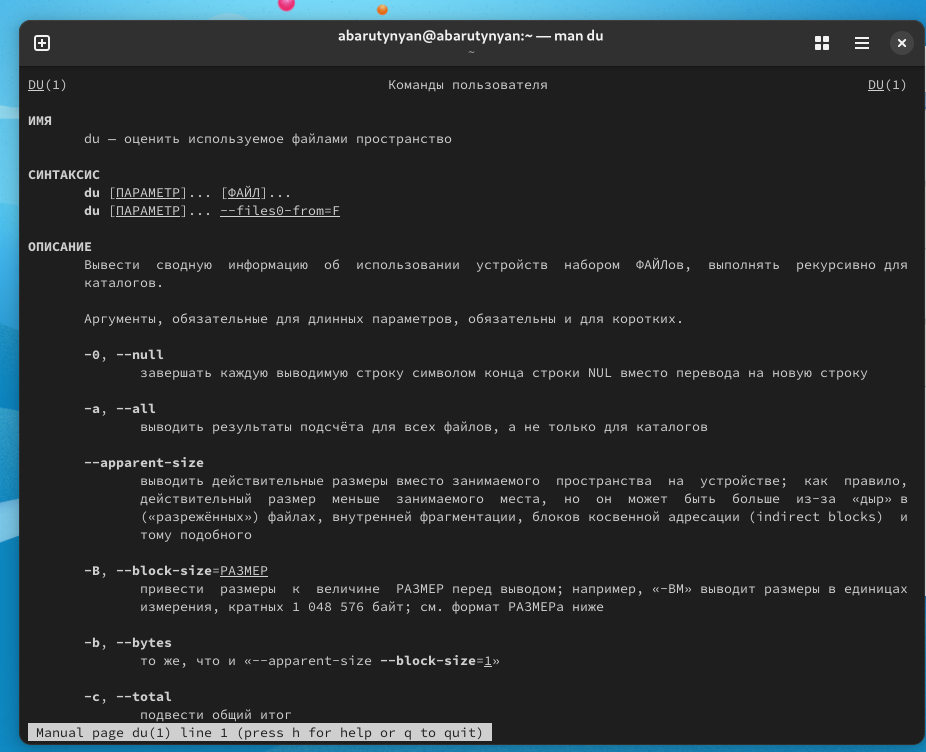 abarutynyan@abarutynyan:~ — man du
~
DU(1) Команды пользователя DU(1)
ИМЯ
du — оценить используемое файлами пространство
СИНТАКСИС
du [ПАРАМЕТР]... [ФАЙЛ]...
du [ПАРАМЕТР]... --files0-from=F
ОПИСАНИЕ
Вывести сводную информацию об использовании устройств набором ФАЙЛов, выполнять рекурсивно для
каталогов.
Аргументы, обязательные для длинных параметров, обязательны и для коротких.
-0, --null
завершать каждую выводимую строку символом конца строки NUL вместо перевода на новую строку
-a, --all
выводить результаты подсчёта для всех файлов, а не только для каталогов
--apparent-size
выводить действительные размеры вместо занимаемого пространства на устройстве; как правило,
действительный размер меньше занимаемого места, но он может быть больше из-за «дыр» в
(«разрежённых») файлах, внутренней фрагментации, блоков косвенной адресации (indirect blocks) и
тому подобного
-B, --block-size=РАЗМЕР
привести размеры к величине РАЗМЕР перед выводом; например, «-BM» выводит размеры в единицах
измерения, кратных 1 048 576 байт; см. формат РАЗМЕРа ниже
-b, --bytes
то же, что и «--apparent-size --block-size=1»
-c, --total
подвести общий итог
Manual page du(1) line 1 (press h for help or q to quit)